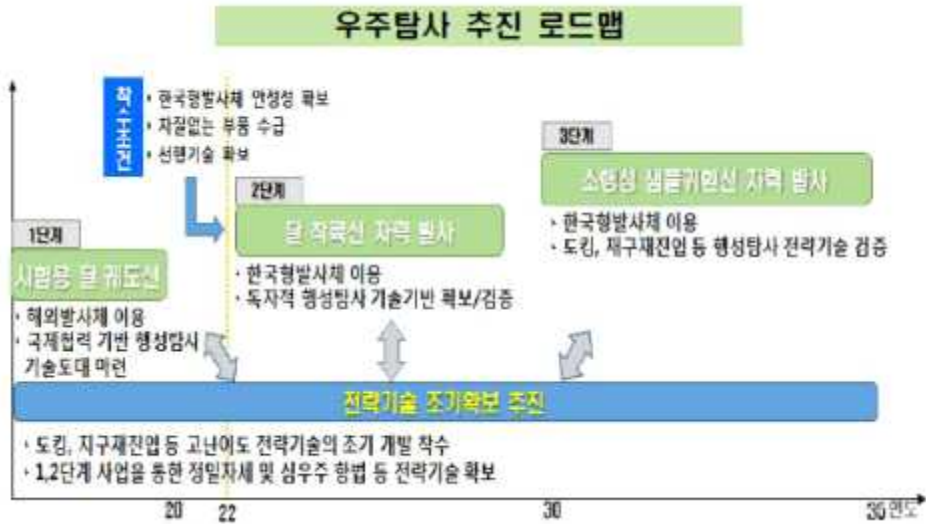 우주탐사 추진 로드맵
착수조건
· 한국형발사체 안정성 확보
· 차질없는 부품 수급
· 선행기술 확보
3단계
소행성 샘플귀환선 자력 발사
· 한국형발사체 이용
· 도킹, 지구재진입 등 행성탐사 전략기술 검증
2단계
달 착륙선 자력 발사
· 한국형발사체 이용
· 독자적 행성탐사 기술기반 확보/검증
1단계
시험용 달 궤도선
· 해외발사체 이용
· 국제협력 기반 행성탐사
기술토대 마련
전략기술 조기확보 추진
· 도킹, 지구재진입 등 고난이도 전략기술의 조기 개발 착수
· 1,2단계 사업을 통한 정밀자세 및 심우주 항법 등 전략기술 확보
20 22 30 35 연도